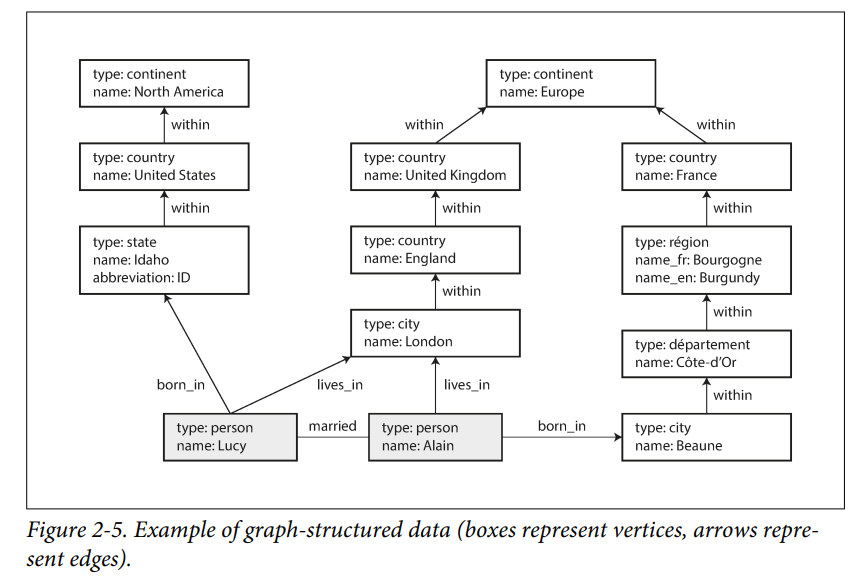 type: continent
name: North America
type: continent
name: Europe
within
within
within
type: country
name: United States
type: country
name: United Kingdom
type: country
name: France
within
within
within
type: state
name: Idaho
abbreviation: ID
type: country
name: England
type: région
name_fr: Bourgogne
name_en: Burgundy
within
within
type: city
name: London
type: département
name: Côte-d’Or
born_in
lives_in
lives_in
within
type: person
name: Lucy
married
type: person
name: Alain
born_in
type: city
name: Beaune
Figure 2-5. Example of graph-structured data (boxes represent vertices, arrows repre-
sent edges).